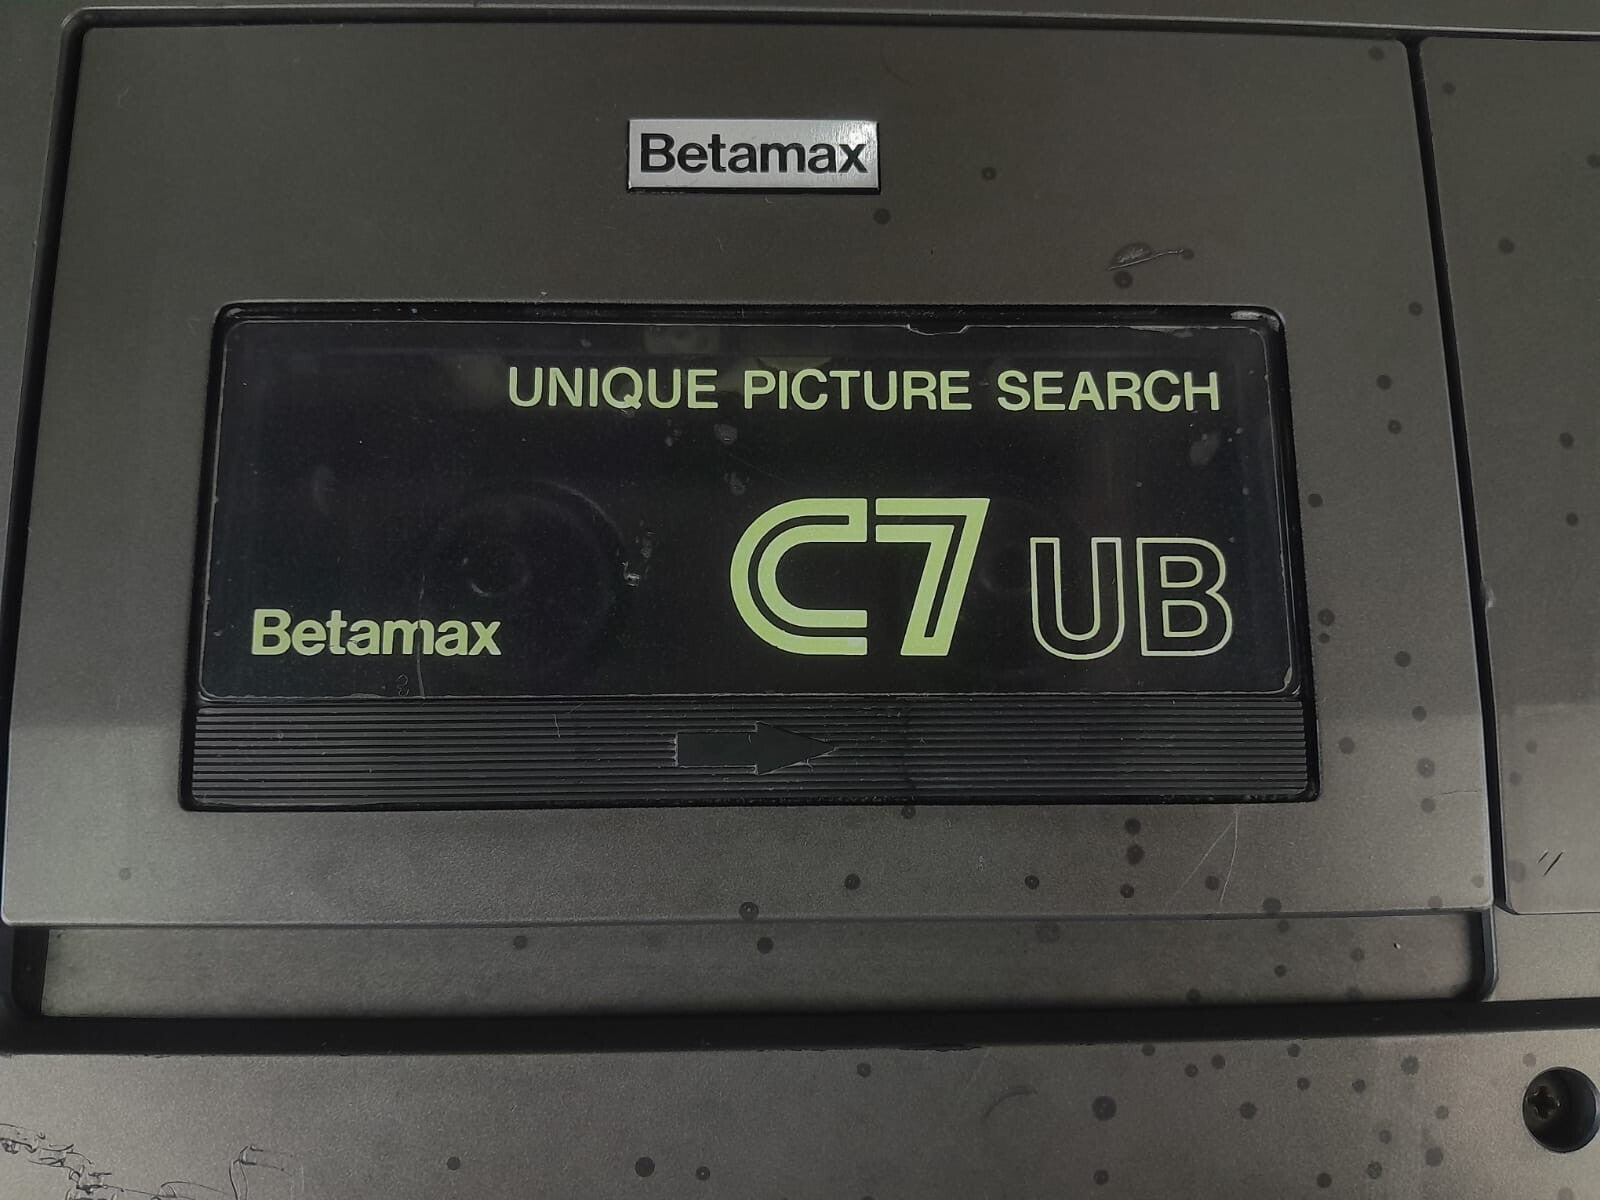 Betamax
UNIQUE PICTURE SEARCH
C7 UB
Betamax